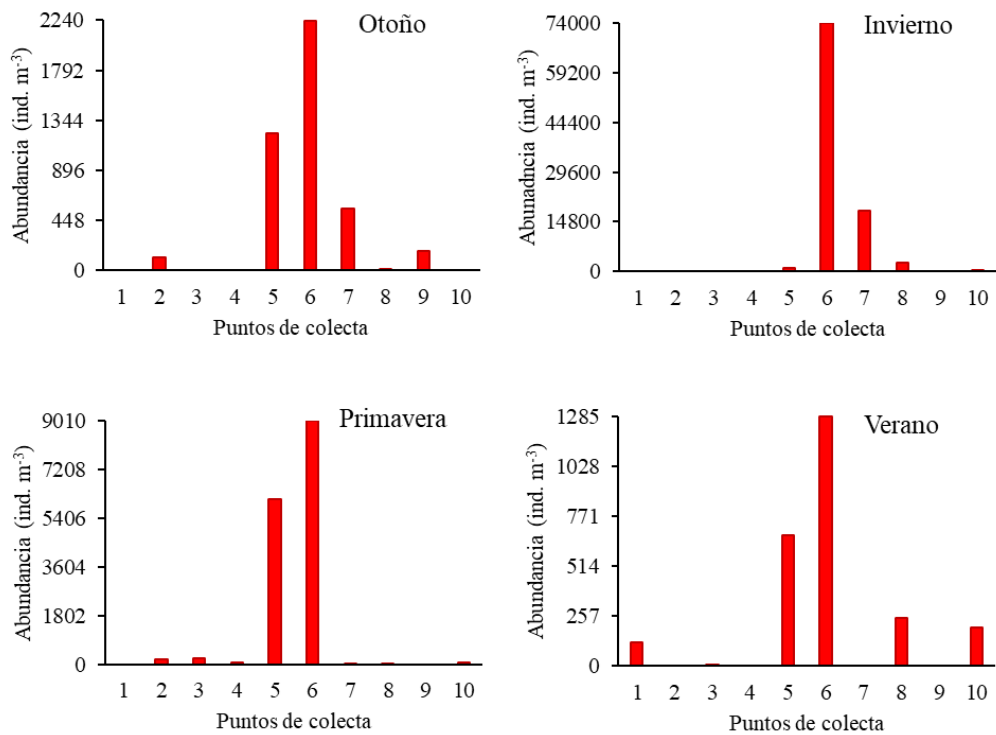 Otoño
Abundancia (ind. m-3)
2240
1792
1344
896
448
0
1 2 3 4 5 6 7 8 9 10
Puntos de colecta
Invierno
Abunadncia (ind. m-3)
74000
59200
44400
29600
14800
0
1 2 3 4 5 6 7 8 9 10
Puntos de colecta
Primavera
Abundancia (ind. m-3)
9010
7208
5406
3604
1802
0
1 2 3 4 5 6 7 8 9 10
Puntos de colecta
Verano
Abundancia (ind. m-3)
1285
1028
771
514
257
0
1 2 3 4 5 6 7 8 9 10
Puntos de colecta